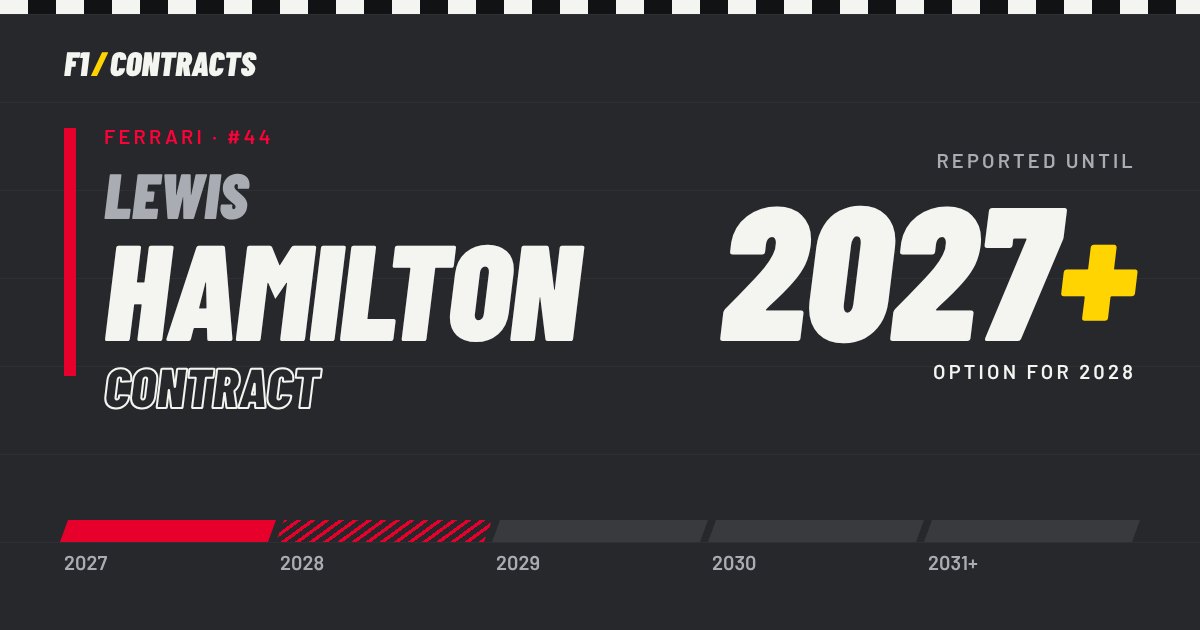 F1/CONTRACTS
FERRARI · #44
LEWIS
HAMILTON
CONTRACT
REPORTED UNTIL
2027+
OPTION FOR 2028
2027 2028 2029 2030 2031+